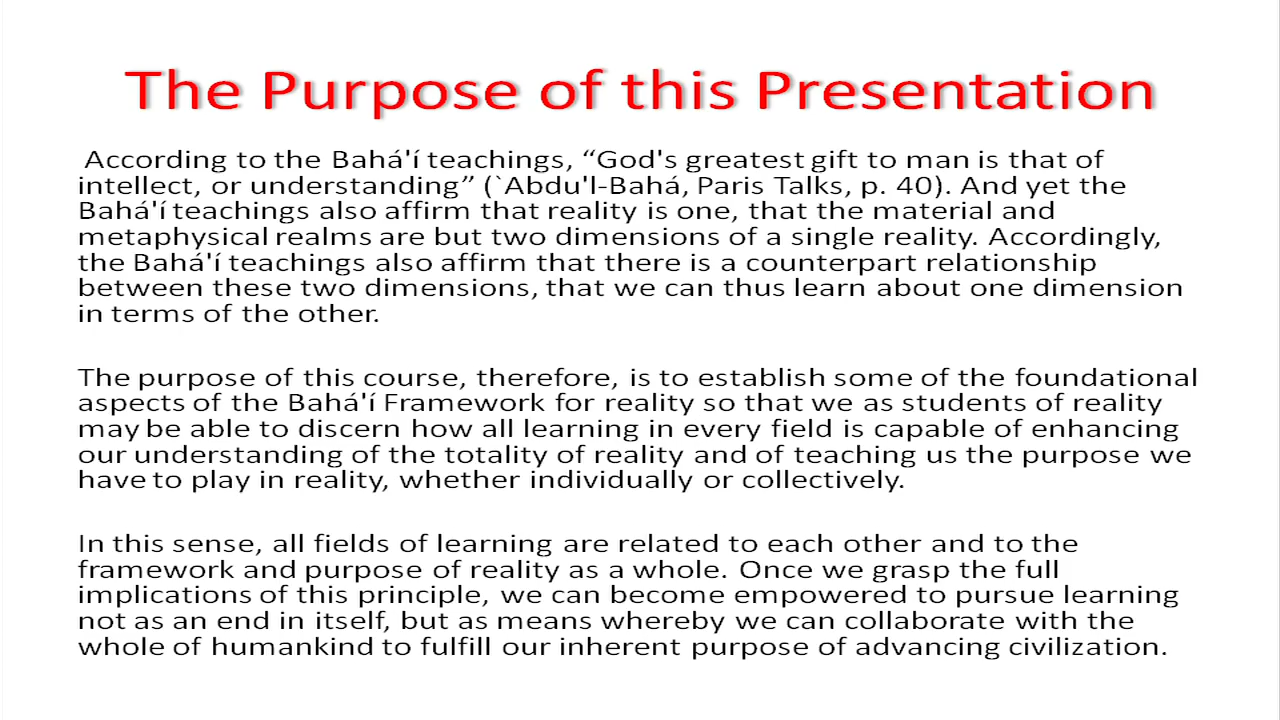 The Purpose of this Presentation
According to the Bahá'í teachings, “God's greatest gift to man is that of
intellect, or understanding” (`Abdu'l-Bahá, Paris Talks, p. 40). And yet the
Bahá'í teachings also affirm that reality is one, that the material and
metaphysical realms are but two dimensions of a single reality. Accordingly,
the Bahá'í teachings also affirm that there is a counterpart relationship
between these two dimensions, that we can thus learn about one dimension
in terms of the other.
The purpose of this course, therefore, is to establish some of the foundational
aspects of the Bahá'í Framework for reality so that we as students of reality
may be able to discern how all learning in every field is capable of enhancing
our understanding of the totality of reality and of teaching us the purpose we
have to play in reality, whether individually or collectively.
In this sense, all fields of learning are related to each other and to the
framework and purpose of reality as a whole. Once we grasp the full
implications of this principle, we can become empowered to pursue learning
not as an end in itself, but as means whereby we can collaborate with the
whole of humankind to fulfill our inherent purpose of advancing civilization.